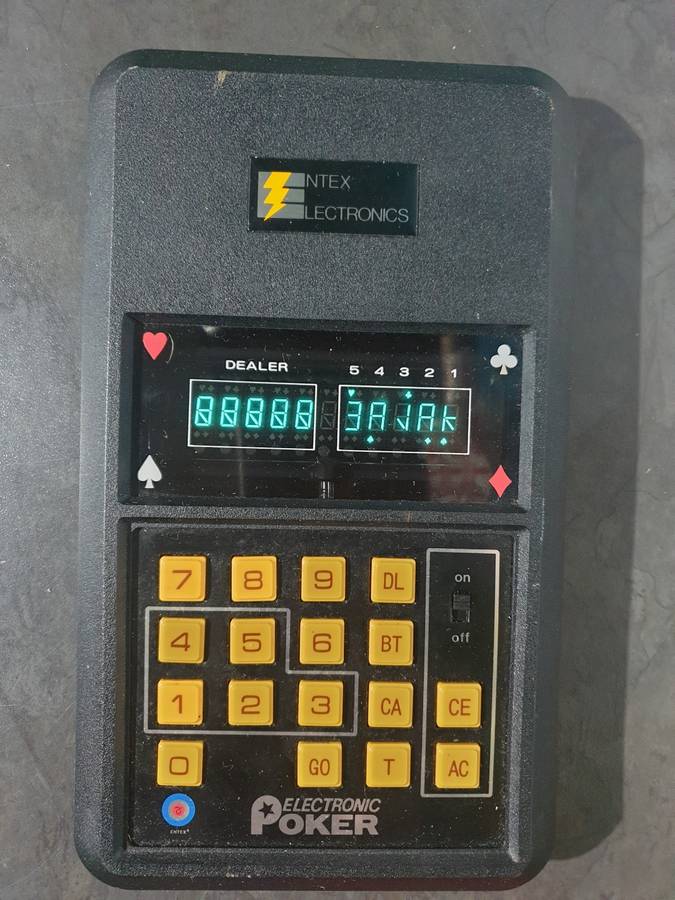 ENTEX
ELECTRONICS
DEALER
5 4 3 2 1
3AJAK
7 8 9 DL
on
off
4 5 6 BT
1 2 3 CA CE
0 GO T AC
ENTEX
ELECTRONIC
POKER